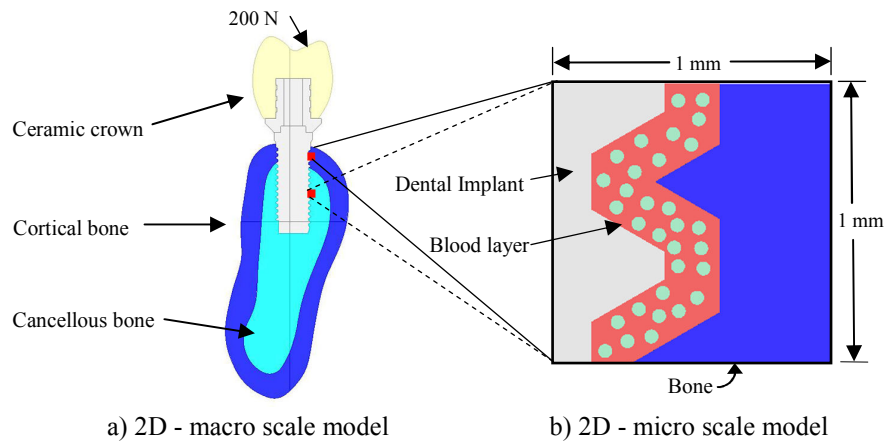 200 N
1 mm
Ceramic crown
Dental Implant
Cortical bone
1 mm
Blood layer
Cancellous bone
Bone
a) 2D - macro scale model
b) 2D - micro scale model